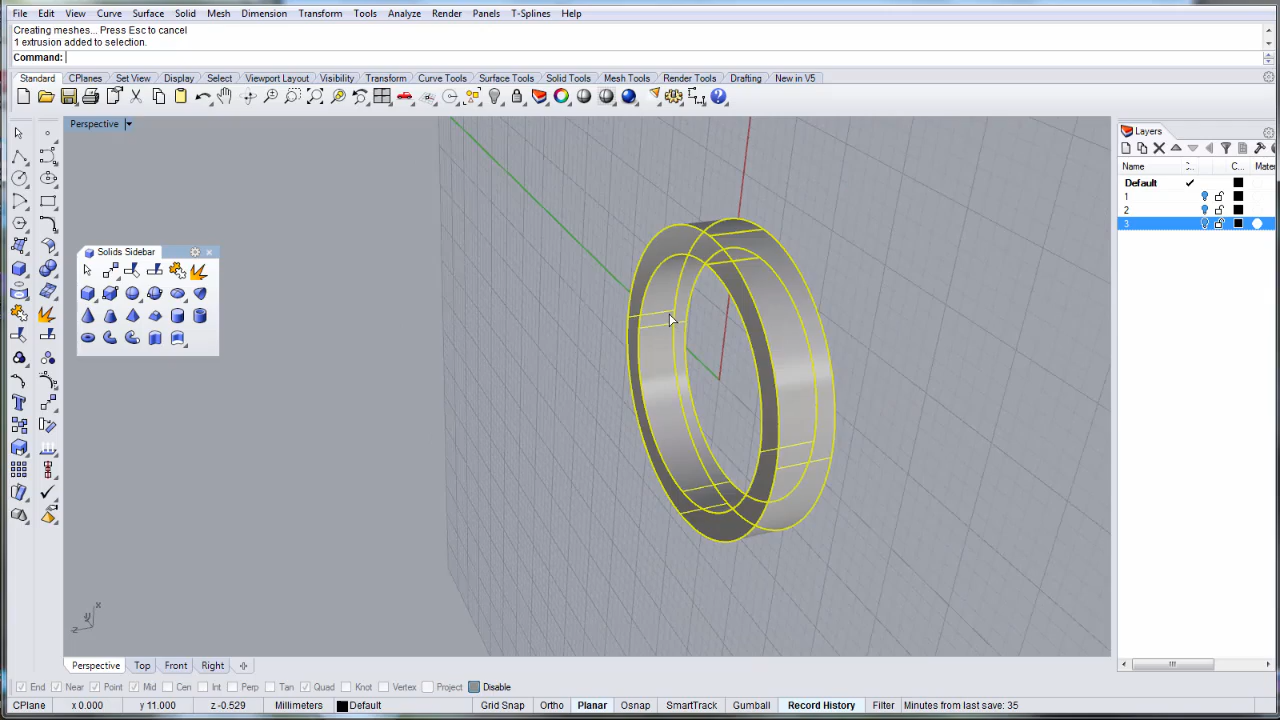 File Edit View Curve Surface Solid Mesh Dimension Transform Tools Analyze Render Panels T-Splines Help
Creating meshes... Press Esc to cancel
1 extrusion added to selection.
Command:
Standard CPlanes Set View Display Select Viewport Layout Visibility Transform Curve Tools Surface Tools Solid Tools Mesh Tools Render Tools Drafting New in V5
Perspective
Layers
Name C... Mater
Default
1
2
3
Solids Sidebar
x
y
z
Perspective Top Front Right
End Near Point Mid Cen Int Perp Tan Quad Knot Vertex Project Disable
CPlane x 0.000 y 11.000 z -0.529 Millimeters Default Grid Snap Ortho Planar Osnap SmartTrack Gumball Record History Filter Minutes from last save: 35